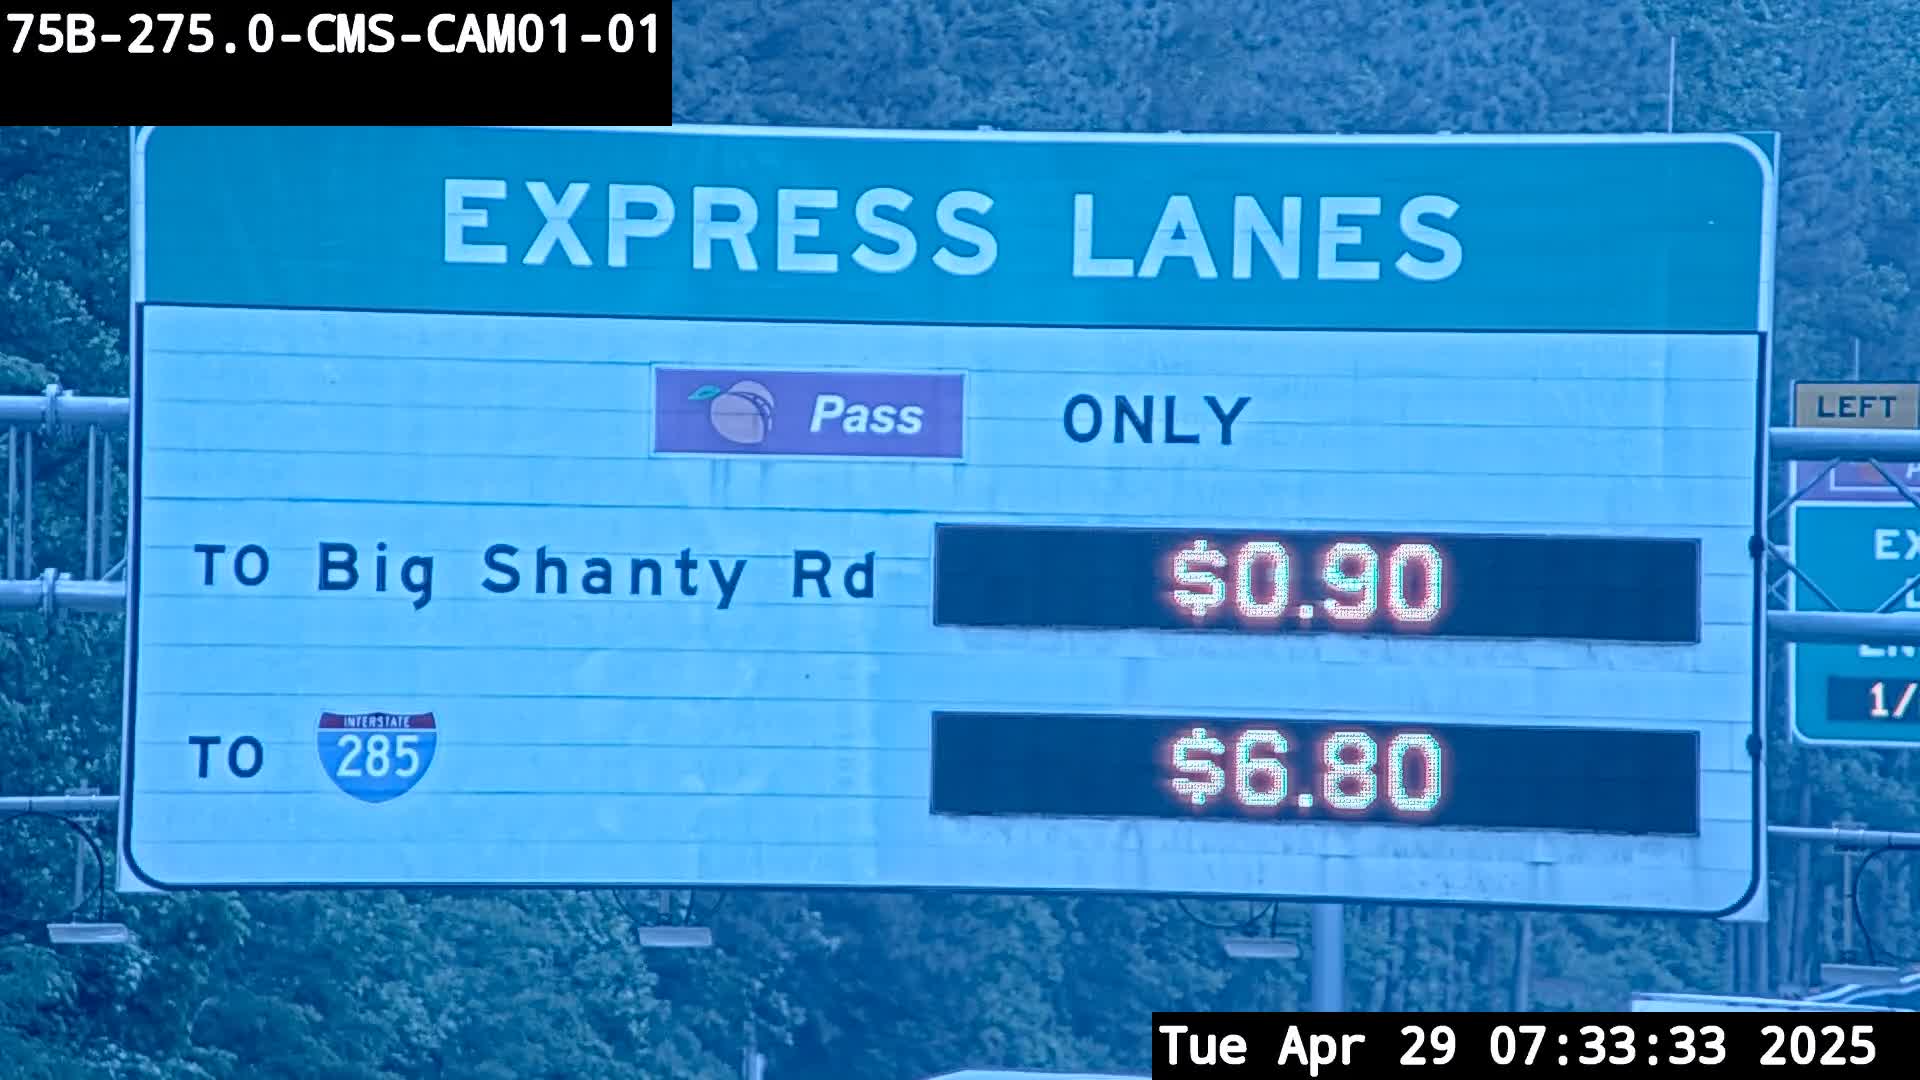 75B-275.0-CMS-CAM01-01
EXPRESS LANES
Pass ONLY
LEFT
TO Big Shanty Rd $0.90
TO INTERSTATE 285 $6.80
1/
Tue Apr 29 07:33:33 2025